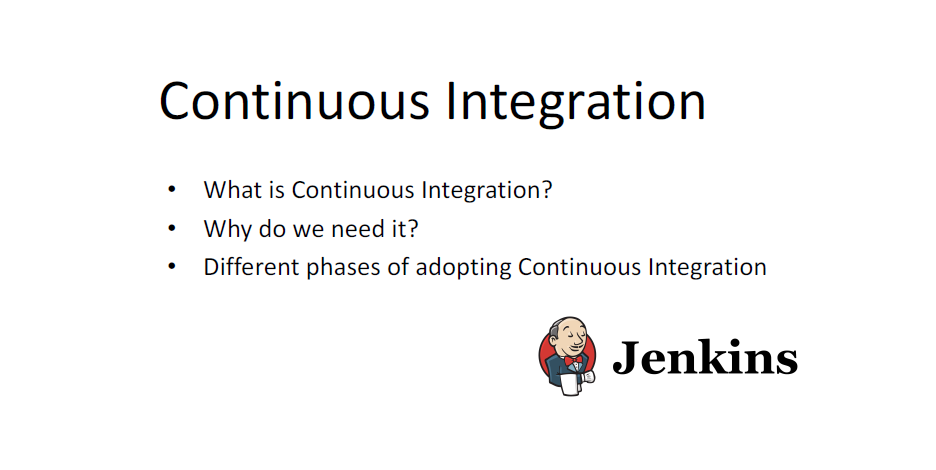 Continuous Integration
• What is Continuous Integration?
• Why do we need it?
• Different phases of adopting Continuous Integration
Jenkins